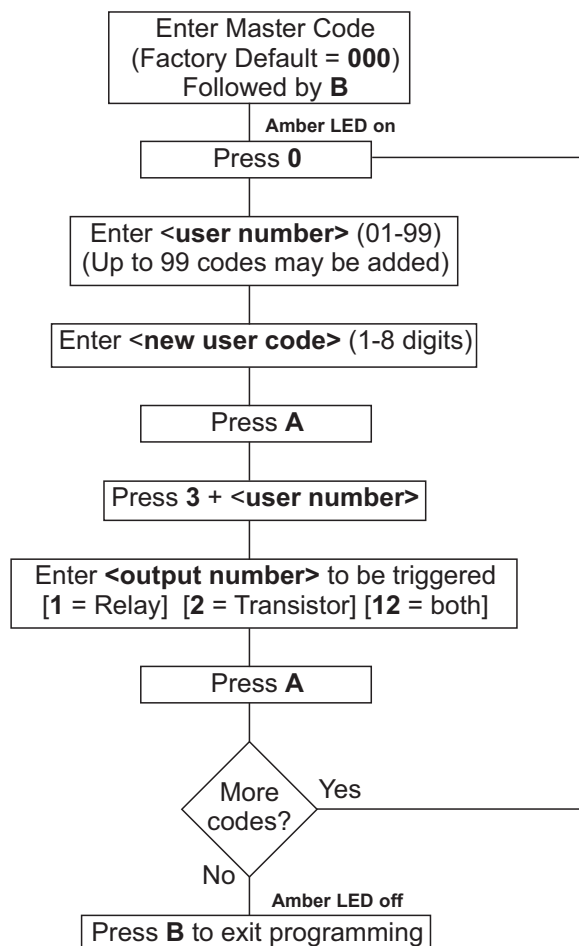 Enter Master Code
(Factory Default = 000)
Followed by B
Amber LED on
Press 0
Enter <user number> (01-99)
(Up to 99 codes may be added)
Enter <new user code> (1-8 digits)
Press A
Press 3 + <user number>
Enter <output number> to be triggered
[1 = Relay] [2 = Transistor] [12 = both]
Press A
More
codes?
Yes
No
Amber LED off
Press B to exit programming